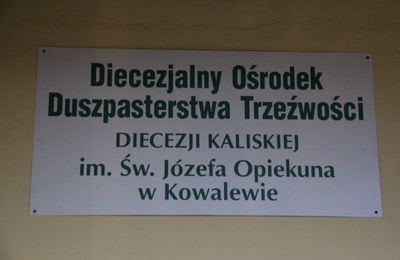 Diecezjalny Ośrodek
Duszpasterstwa Trzeźwości
DIECEZJI KALISKIEJ
im. Św. Józefa Opiekuna
w Kowalewie